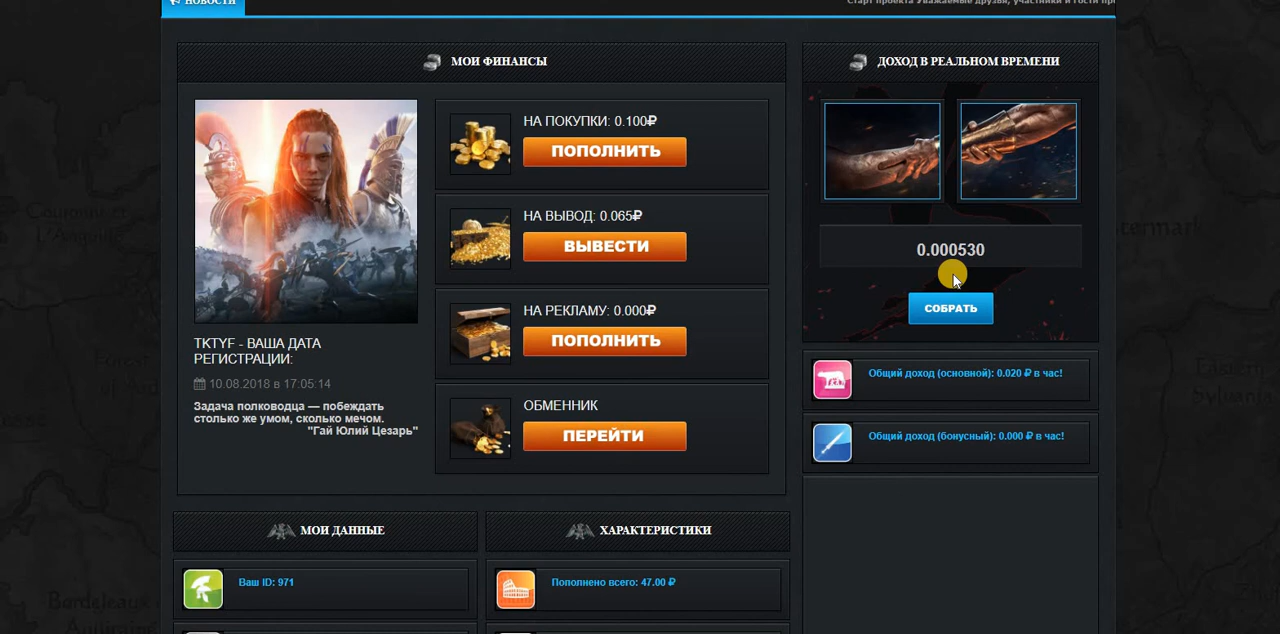 НОВОСТИ
Старт проекта Уважаемые друзья, участники и гости
МОИ ФИНАНСЫ
НА ПОКУПКИ: 0.100₽
ПОПОЛНИТЬ
НА ВЫВОД: 0.065₽
ВЫВЕСТИ
НА РЕКЛАМУ: 0.000₽
ПОПОЛНИТЬ
ОБМЕННИК
ПЕРЕЙТИ
TKTYF - ВАША ДАТА
РЕГИСТРАЦИИ:
10.08.2018 в 17:05:14
Задача полководца — побеждать
столько же умом, сколько мечом.
"Гай Юлий Цезарь"
ДОХОД В РЕАЛЬНОМ ВРЕМЕНИ
0.000530
СОБРАТЬ
Общий доход (основной): 0.020 ₽ в час!
Общий доход (бонусный): 0.000 ₽ в час!
МОИ ДАННЫЕ
Ваш ID: 971
ХАРАКТЕРИСТИКИ
Пополнено всего: 47.00 ₽